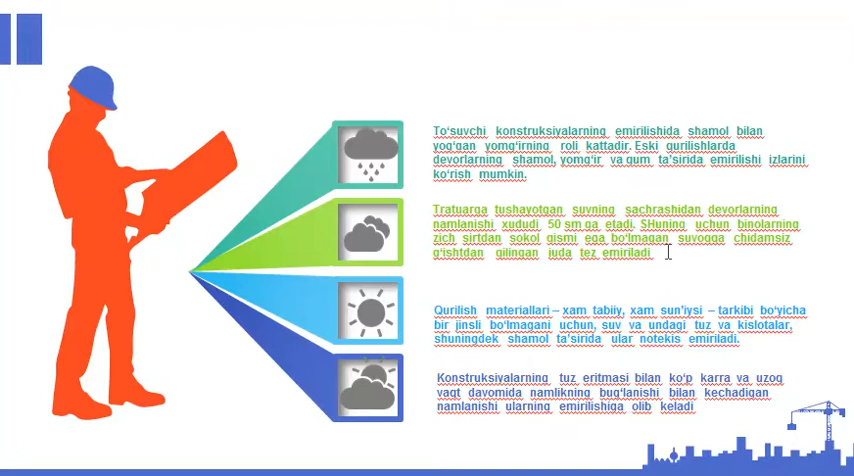 To‘suvchi konstruksiyalarning emirilishida shamol bilan
yog‘gan yomg‘irning roli kattadir. Eski qurilishlarda
devorlarning shamol, yomg‘ir va qum ta’sirida emirilishi izlarini
ko‘rish mumkin.
Tratuarga tushayotgan suvning sachrashidan devorlarning
namlanishi xududi 50 sm ga etadi. SHuning uchun binolarning
zich sirtdan sokol qismi ega bo‘lmagan suvoqqa chidamsiz
g‘ishtdan qilingan juda tez emiriladi
Qurilish materiallari – xam tabiiy, xam sun’iysi – tarkibi bo‘yicha
bir jinsli bo‘lmagani uchun, suv va undagi tuz va kislotalar,
shuningdek shamol ta’sirida ular notekis emiriladi.
Konstruksiyalarning tuz eritmasi bilan ko‘p karra va uzoq
vaqt davomida namlikning bug‘lanishi bilan kechadigan
namlanishi ularning emirilishiga olib keladi